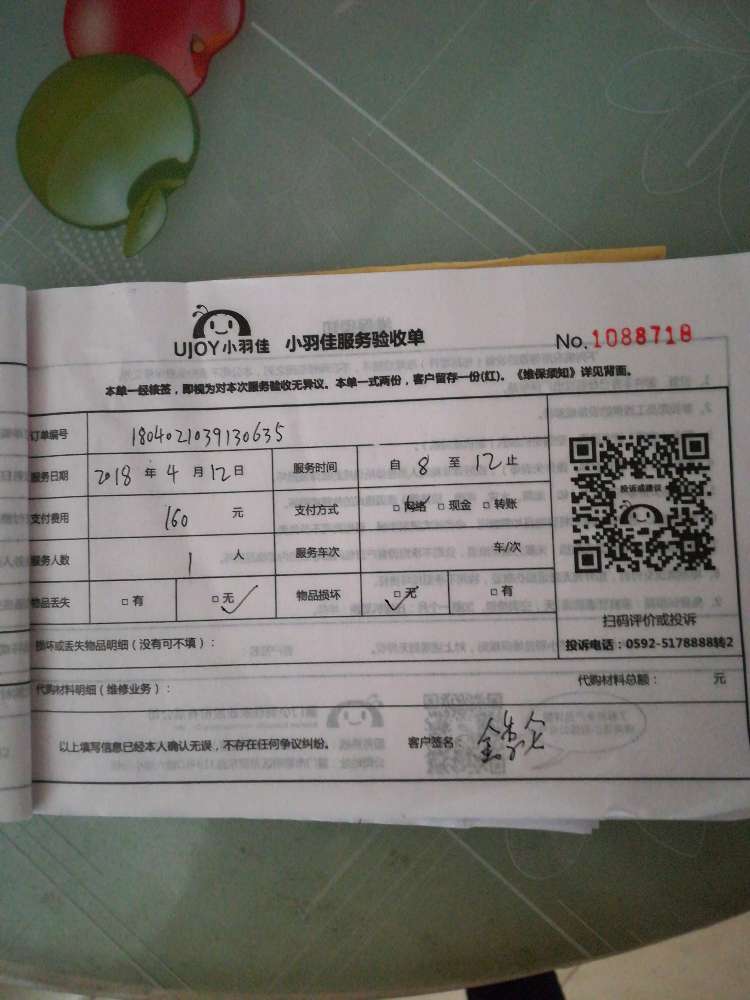 UJOY小羽佳 小羽佳服务验收单 No.1088718
本单一经核签，即视为对本次服务验收无异议。本单一式两份，客户留存一份(红)。《维保须知》详见背面。
订单编号 1804021039130635
服务日期 2018 年 4 月 12 日 服务时间 自 8 至 12 止
支付费用 160 元 支付方式 □网络 □现金 □转账
服务人数 1 人 服务车次 车/次
物品丢失 □有 □无 物品损坏 □无 □有
投诉或建议
扫码评价或投诉
投诉电话：0592-5178888转2
损坏或丢失物品明细（没有可不填）：
代购材料明细（维修业务）： 代购材料总额： 元
以上填写信息已经本人确认无误，不存在任何争议纠纷。 客户签名：